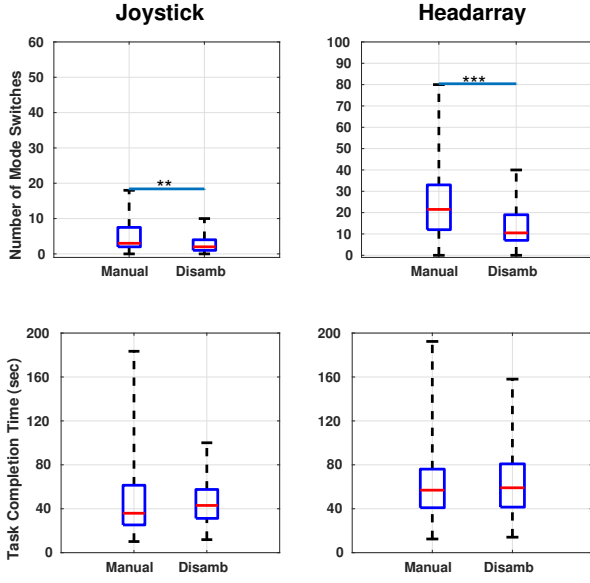 Joystick
Headarray
Number of Mode Switches
60
50
40
30
20
10
0
**
Manual
Disamb
100
90
80
70
60
50
40
30
20
10
0
***
Manual
Disamb
Task Completion Time (sec)
200
160
120
80
40
0
Manual
Disamb
200
160
120
80
40
0
Manual
Disamb